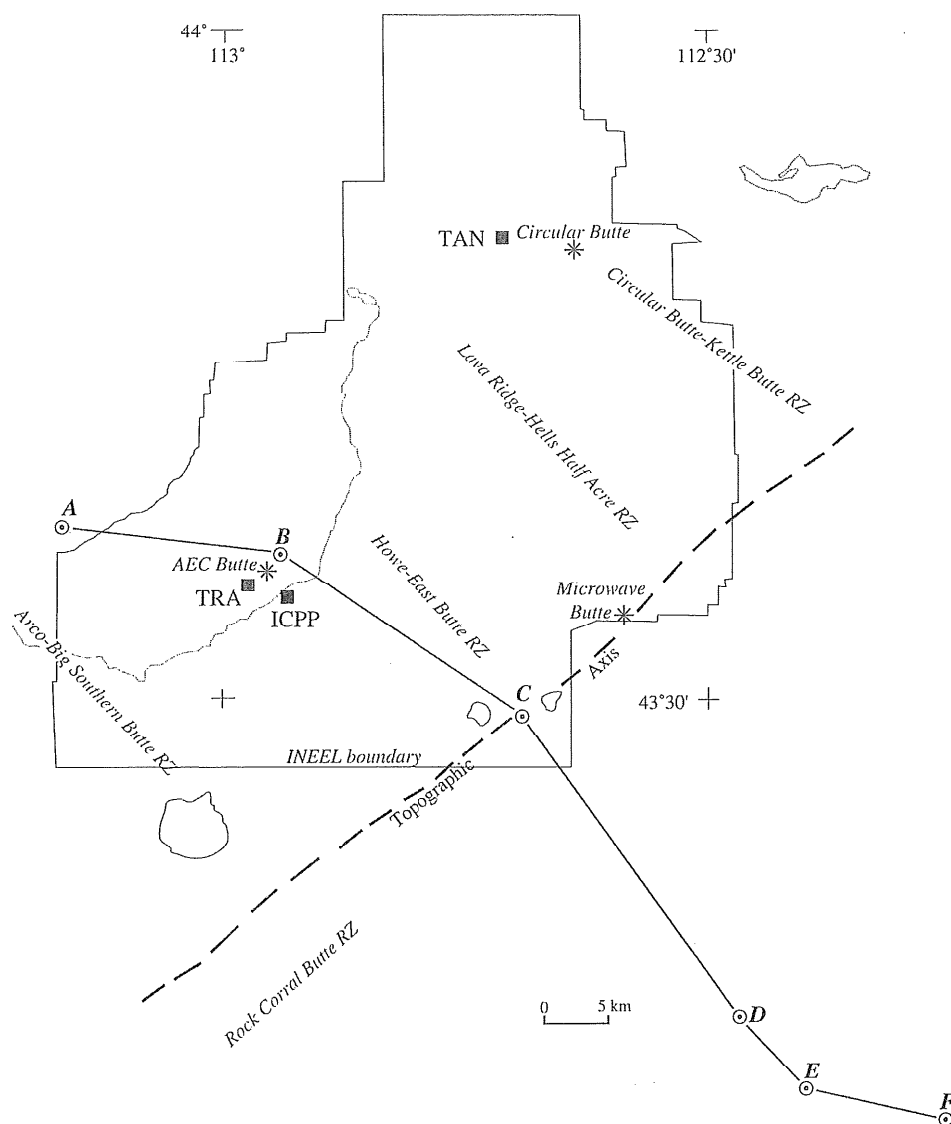 44°
113°
112°30'
TAN
Circular Butte
Circular Butte-Kettle Butte RZ
Lava Ridge-Hells Half Acre RZ
A
B
AEC Butte
TRA
ICPP
Howe-East Butte RZ
Microwave
Butte
Arco-Big Southern Butte RZ
Axis
C
43°30'
INEEL boundary
Topographic
Rock Corral Butte RZ
0 5 km
D
E
F